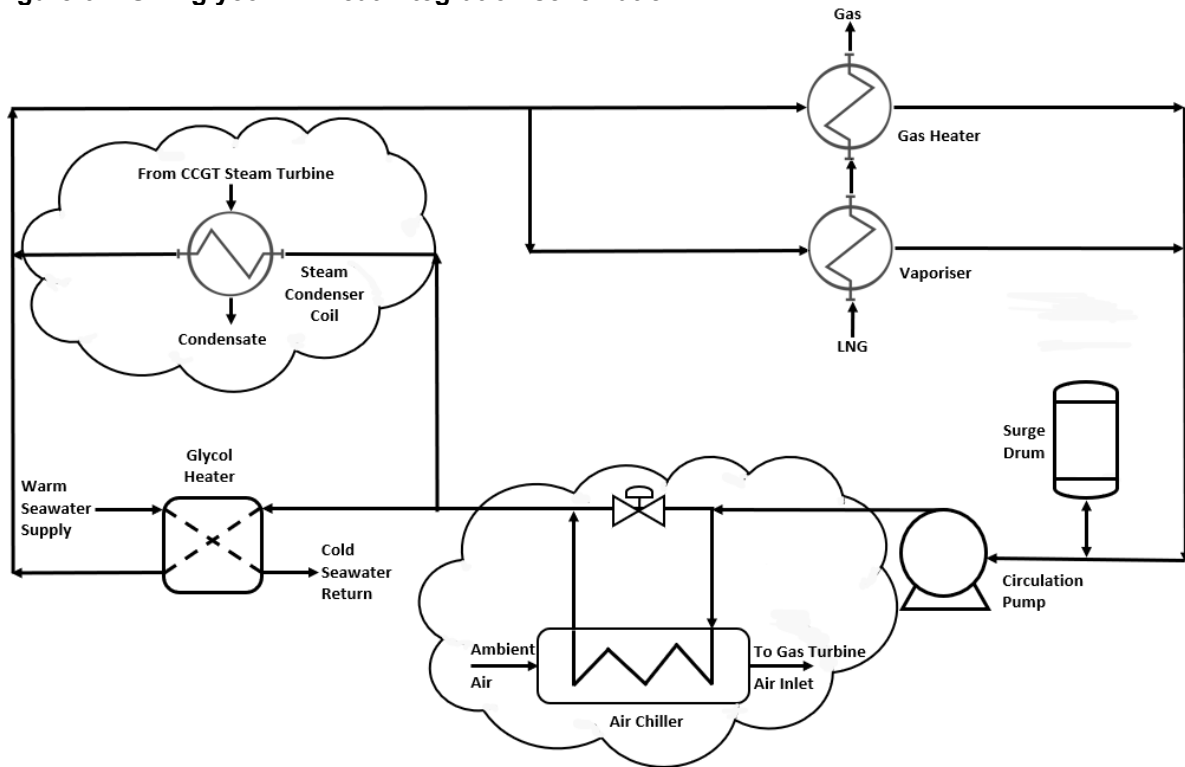 Gas
Gas Heater
From CCGT Steam Turbine
Steam
Condenser
Coil
Condensate
Vaporiser
LNG
Surge
Drum
Glycol
Heater
Warm
Seawater
Supply
Cold
Seawater
Return
Circulation
Pump
Ambient
Air
To Gas Turbine
Air Inlet
Air Chiller